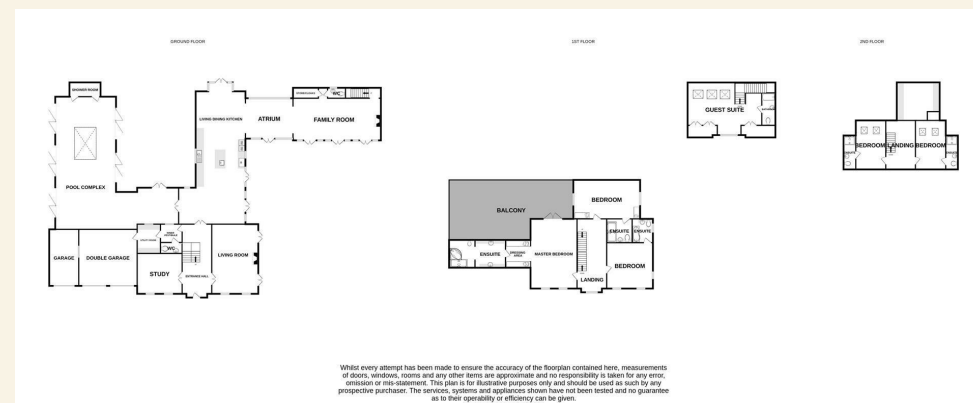 GROUND FLOOR
1ST FLOOR
2ND FLOOR
SHOWER ROOM
WC
LIVING/DINING/KITCHEN
ATRIUM
FAMILY ROOM
POOL COMPLEX
WC
GARAGE
DOUBLE GARAGE
STUDY
ENTRANCE HALL
LIVING ROOM
GUEST SUITE
BEDROOM
LANDING
BEDROOM
BALCONY
BEDROOM
ENSUITE
ENSUITE
ENSUITE
DRESSING
AREA
MASTER BEDROOM
BEDROOM
LANDING
Whilst every attempt has been made to ensure the accuracy of the floorplan contained here, measurements
of doors, windows, rooms and any other items are approximate and no responsibility is taken for any error,
omission or mis-statement. This plan is for illustrative purposes only and should be used as such by any
prospective purchaser. The services, systems and appliances shown have not been tested and no guarantee
as to their operability or efficiency can be given.